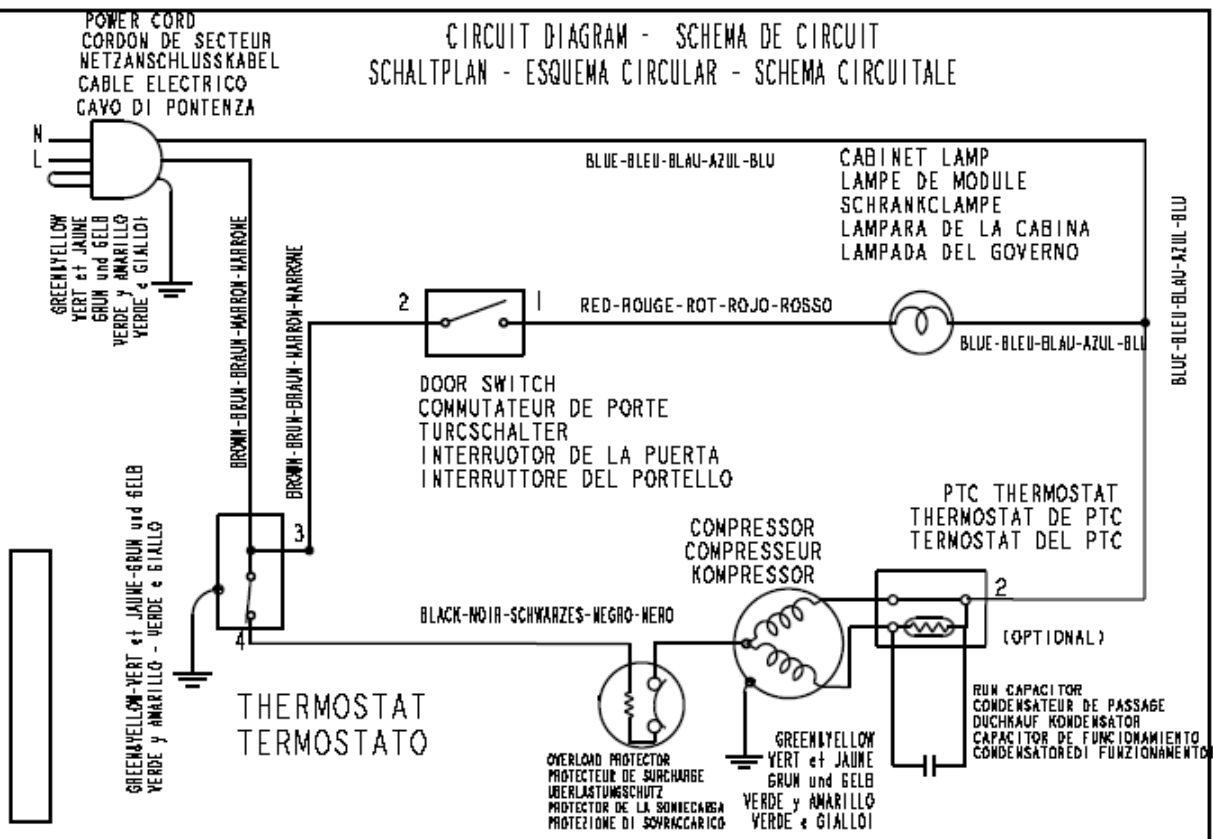 POWER CORD
CORDON DE SECTEUR
NETZANSCHLUSSKABEL
CABLE ELECTRICO
CAVO DI PONTENZA
CIRCUIT DIAGRAM - SCHEMA DE CIRCUIT
SCHALTPLAN - ESQUEMA CIRCULAR - SCHEMA CIRCUITALE
N
L
BLUE-BLEU-BLAU-AZUL-BLU
CABINET LAMP
LAMPE DE MODULE
SCHRANKCLAMPE
LAMPARA DE LA CABINA
LAMPADA DEL GOVERNO
GREEN&YELLOW
VERT et JAUNE
GRUN und GELB
VERDE y AMARILLO
VERDE e GIALLOI
BROWN-BRUN-BRAUN-MARRON-MARRONE
BROWN-BRUN-BRAUN-MARRON-MARRONE
BLUE-BLEU-BLAU-AZUL-BLU
2
1
RED-ROUGE-ROT-ROJO-ROSSO
BLUE-BLEU-BLAU-AZUL-BLU
DOOR SWITCH
COMMUTATEUR DE PORTE
TURCSCHALTER
INTERRUOTOR DE LA PUERTA
INTERRUTTORE DEL PORTELLO
GREEN&YELLOW-VERT et JAUNE-GRUN und GELB
VERDE y AMARILLO - VERDE e GIALLO
3
4
THERMOSTAT
TERMOSTATO
BLACK-NOIR-SCHWARZES-NEGRO-NERO
COMPRESSOR
COMPRESSEUR
KOMPRESSOR
PTC THERMOSTAT
THERMOSTAT DE PTC
TERMOSTAT DEL PTC
2
(OPTIONAL)
RUN CAPACITOR
CONDENSATEUR DE PASSAGE
DUCHKAUF KONDENSATOR
CAPACITOR DE FUNCIONAMIENTO
CONDENSATOREDI FUNZIONAMENTO
OVERLOAD PROTECTOR
PROTECTEUR DE SURCHARGE
UBERLASTUNGSCHUTZ
PROTECTOR DE LA
PROTEZIONE DI SOVRACCARICO
GREEN&YELLOW
VERT et JAUNE
GRUN und GELB
VERDE y AMARILLO
VERDE e GIALLOI